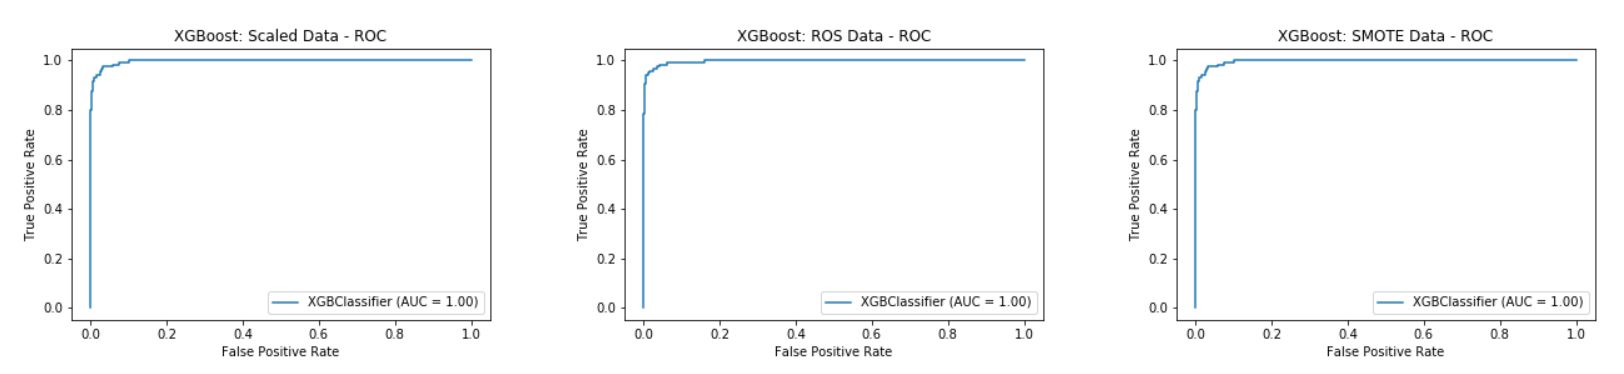 XGBoost: Scaled Data - ROC
1.0
0.8
0.6
0.4
0.2
0.0
True Positive Rate
XGBClassifier (AUC = 1.00)
0.0 0.2 0.4 0.6 0.8 1.0
False Positive Rate
XGBoost: ROS Data - ROC
1.0
0.8
0.6
0.4
0.2
0.0
True Positive Rate
XGBClassifier (AUC = 1.00)
0.0 0.2 0.4 0.6 0.8 1.0
False Positive Rate
XGBoost: SMOTE Data - ROC
1.0
0.8
0.6
0.4
0.2
0.0
True Positive Rate
XGBClassifier (AUC = 1.00)
0.0 0.2 0.4 0.6 0.8 1.0
False Positive Rate